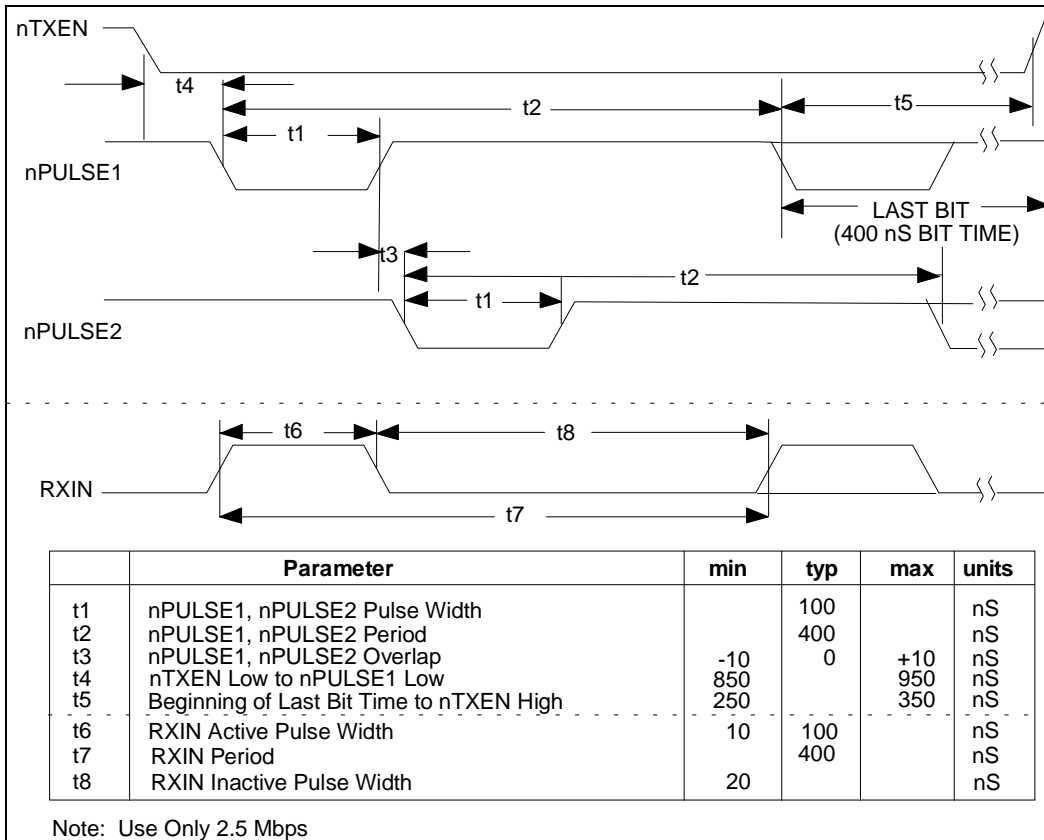 nTXEN
t4
t2
t5
t1
nPULSE1
LAST BIT
(400 nS BIT TIME)
t3
t2
t1
nPULSE2
t6
t8
RXIN
t7
Parameter min typ max units
t1 nPULSE1, nPULSE2 Pulse Width 100 nS
t2 nPULSE1, nPULSE2 Period 400 nS
t3 nPULSE1, nPULSE2 Overlap -10 0 +10 nS
t4 nTXEN Low to nPULSE1 Low 850 950 nS
t5 Beginning of Last Bit Time to nTXEN High 250 350 nS
t6 RXIN Active Pulse Width 10 100 nS
t7 RXIN Period 400 nS
t8 RXIN Inactive Pulse Width 20 nS
Note: Use Only 2.5 Mbps